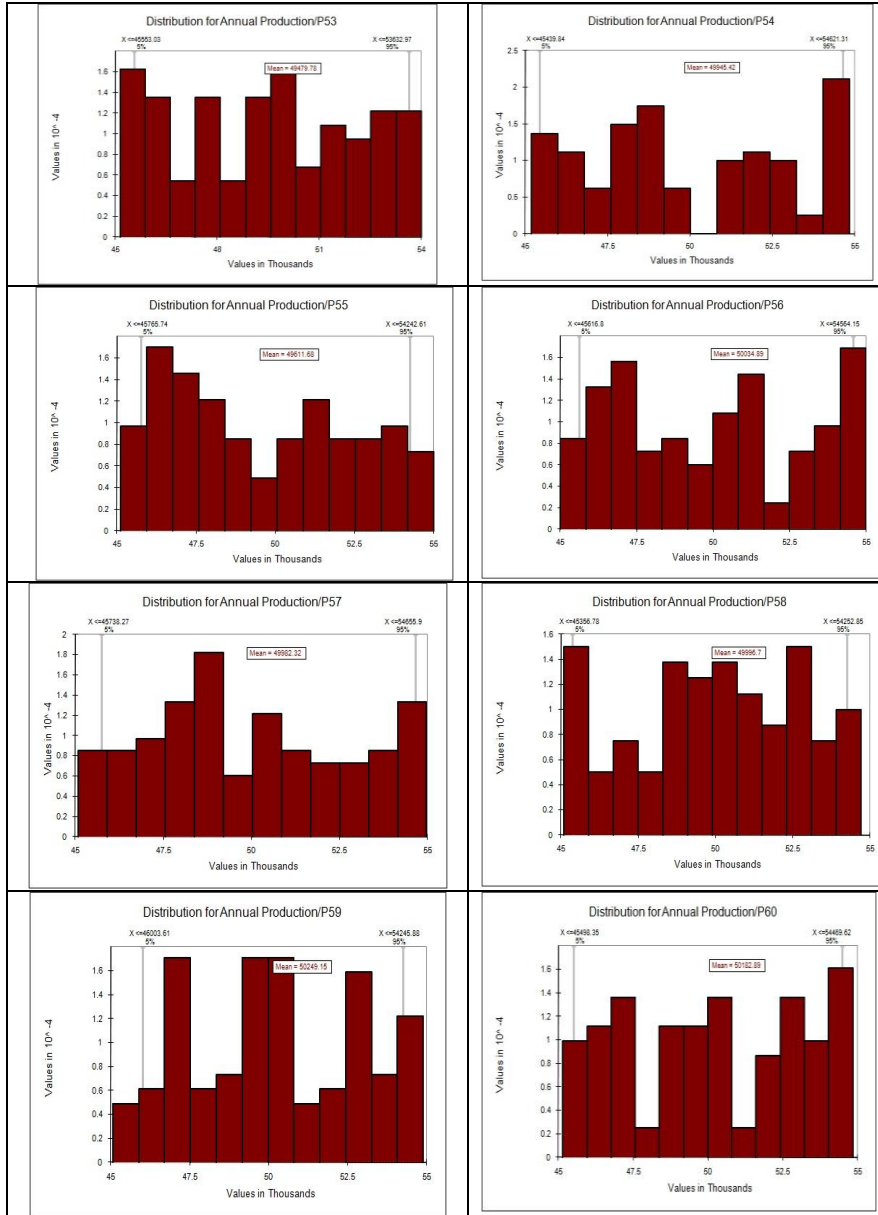 Distribution for Annual Production/P53
X <=45553.03
5%
X <=53632.97
95%
Mean = 49479.78
Values in 10^ -4
1.6
1.4
1.2
1
0.8
0.6
0.4
0.2
0
45 48 51 54
Values in Thousands
Distribution for Annual Production/P54
X <=45439.84
5%
X <=54621.31
95%
Mean = 49945.42
Values in 10^ -4
2.5
2
1.5
1
0.5
0
45 47.5 50 52.5 55
Values in Thousands
Distribution for Annual Production/P55
X <=45765.74
5%
X <=54242.61
95%
Mean = 49611.68
Values in 10^ -4
1.6
1.4
1.2
1
0.8
0.6
0.4
0.2
0
45 47.5 50 52.5 55
Values in Thousands
Distribution for Annual Production/P56
X <=45616.8
5%
X <=54564.15
95%
Mean = 50034.89
Values in 10^ -4
1.6
1.4
1.2
1
0.8
0.6
0.4
0.2
0
45 47.5 50 52.5 55
Values in Thousands
Distribution for Annual Production/P57
X <=45738.27
5%
X <=54655.9
95%
Mean = 49982.32
Values in 10^ -4
2
1.8
1.6
1.4
1.2
1
0.8
0.6
0.4
0.2
0
45 47.5 50 52.5 55
Values in Thousands
Distribution for Annual Production/P58
X <=45356.78
5%
X <=54252.85
95%
Mean = 49996.7
Values in 10^ -4
1.6
1.4
1.2
1
0.8
0.6
0.4
0.2
0
45 47.5 50 52.5 55
Values in Thousands
Distribution for Annual Production/P59
X <=46003.61
5%
X <=54245.88
95%
Mean = 50249.15
Values in 10^ -4
1.6
1.4
1.2
1
0.8
0.6
0.4
0.2
0
45 47.5 50 52.5 55
Values in Thousands
Distribution for Annual Production/P60
X <=45498.35
5%
X <=54469.62
95%
Mean = 50182.89
Values in 10^ -4
1.6
1.4
1.2
1
0.8
0.6
0.4
0.2
0
45 47.5 50 52.5 55
Values in Thousands